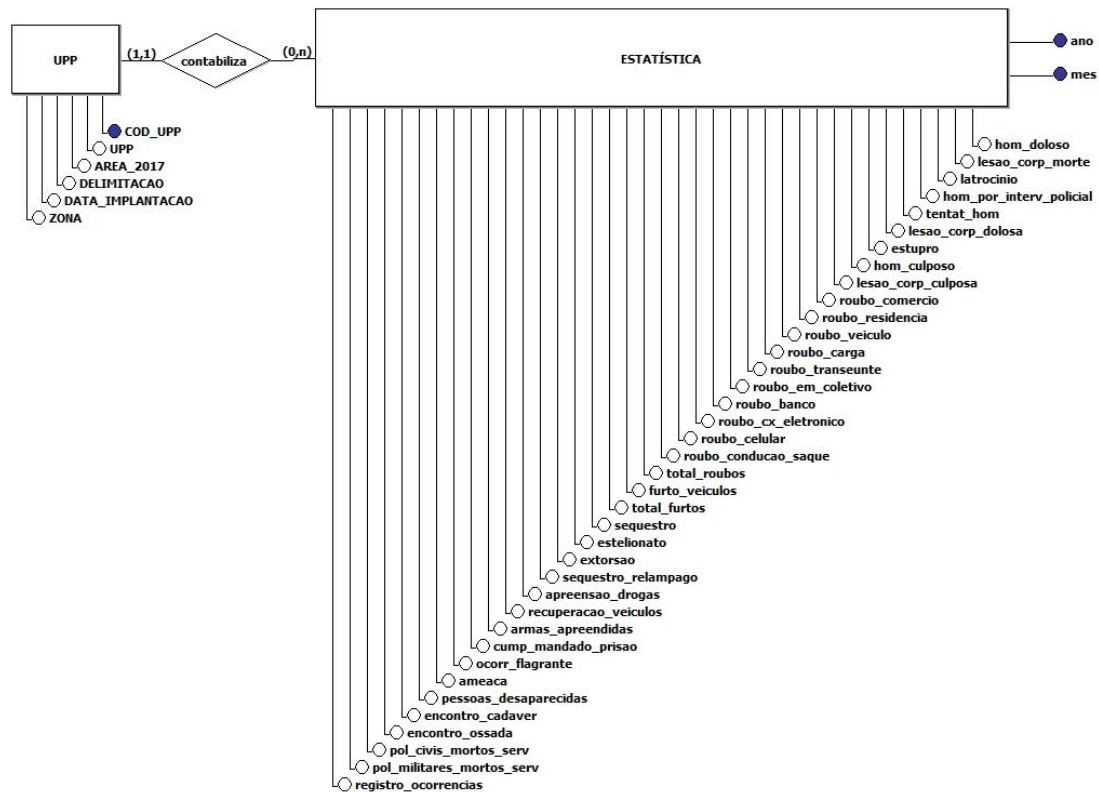 UPP
(1,1)
contabiliza
(0,n)
ESTATÍSTICA
ano
mes
COD_UPP
UPP
AREA_2017
DELIMITACAO
DATA_IMPLANTACAO
ZONA
hom_doloso
lesao_corp_morte
latrocinio
hom_por_interv_policial
tentat_hom
lesao_corp_dolosa
estupro
hom_culposo
lesao_corp_culposa
roubo_comercio
roubo_residencia
roubo_veiculo
roubo_carga
roubo_transeunte
roubo_em_coletivo
roubo_banco
roubo_cx_eletronico
roubo_celular
roubo_conducao_saque
total_roubos
furto_veiculos
total_furtos
sequestro
estelionato
extorsao
sequestro_relampago
apreensao_drogas
recuperacao_veiculos
armas_apreendidas
cump_mandado_prisao
ocorr_flagrante
ameaca
pessoas_desaparecidas
encontro_cadaver
encontro_ossada
pol_civis_mortos_serv
pol_militares_mortos_serv
registro_ocorrencias